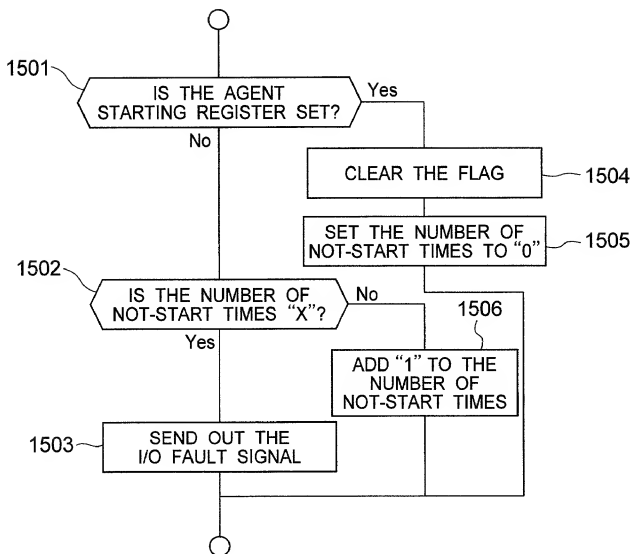 1501
IS THE AGENT
STARTING REGISTER SET?
Yes
No
CLEAR THE FLAG
1504
SET THE NUMBER OF
NOT-START TIMES TO "0"
1505
1502
IS THE NUMBER OF
NOT-START TIMES "X"?
No
Yes
1506
ADD "1" TO THE
NUMBER OF
NOT-START TIMES
1503
SEND OUT THE
I/O FAULT SIGNAL